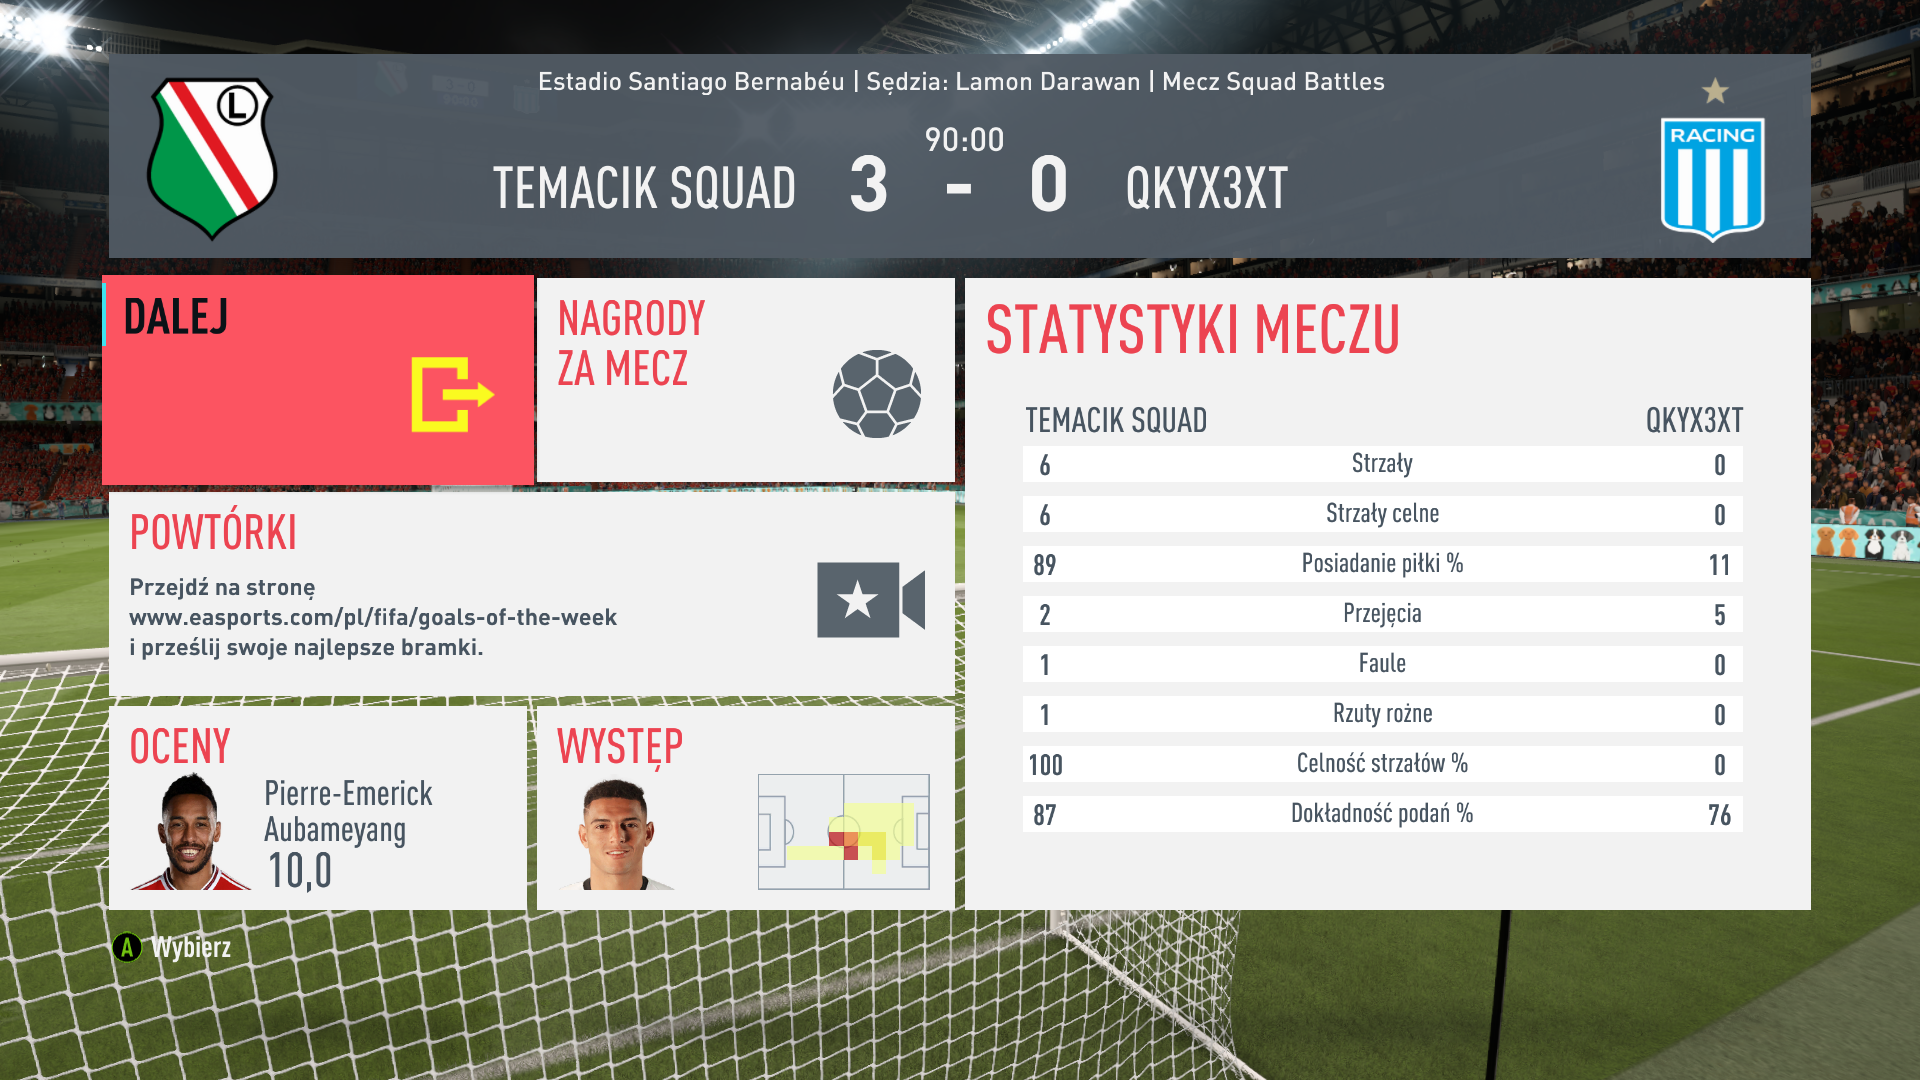 Estadio Santiago Bernabéu | Sędzia: Lamon Darawan | Mecz Squad Battles
90:00
TEMACIK SQUAD 3 - 0 QKYX3XT
L
RACING
DALEJ
NAGRODY
ZA MECZ
POWTÓRKI
Przejdź na stronę
www.easports.com/pl/fifa/goals-of-the-week
i prześlij swoje najlepsze bramki.
OCENY
Pierre-Emerick
Aubameyang
10,0
WYSTĘP
STATYSTYKI MECZU
TEMACIK SQUAD QKYX3XT
6 Strzały 0
6 Strzały celne 0
89 Posiadanie piłki % 11
2 Przejęcia 5
1 Faule 0
1 Rzuty rożne 0
100 Celność strzałów % 0
87 Dokładność podań % 76
A Wybierz